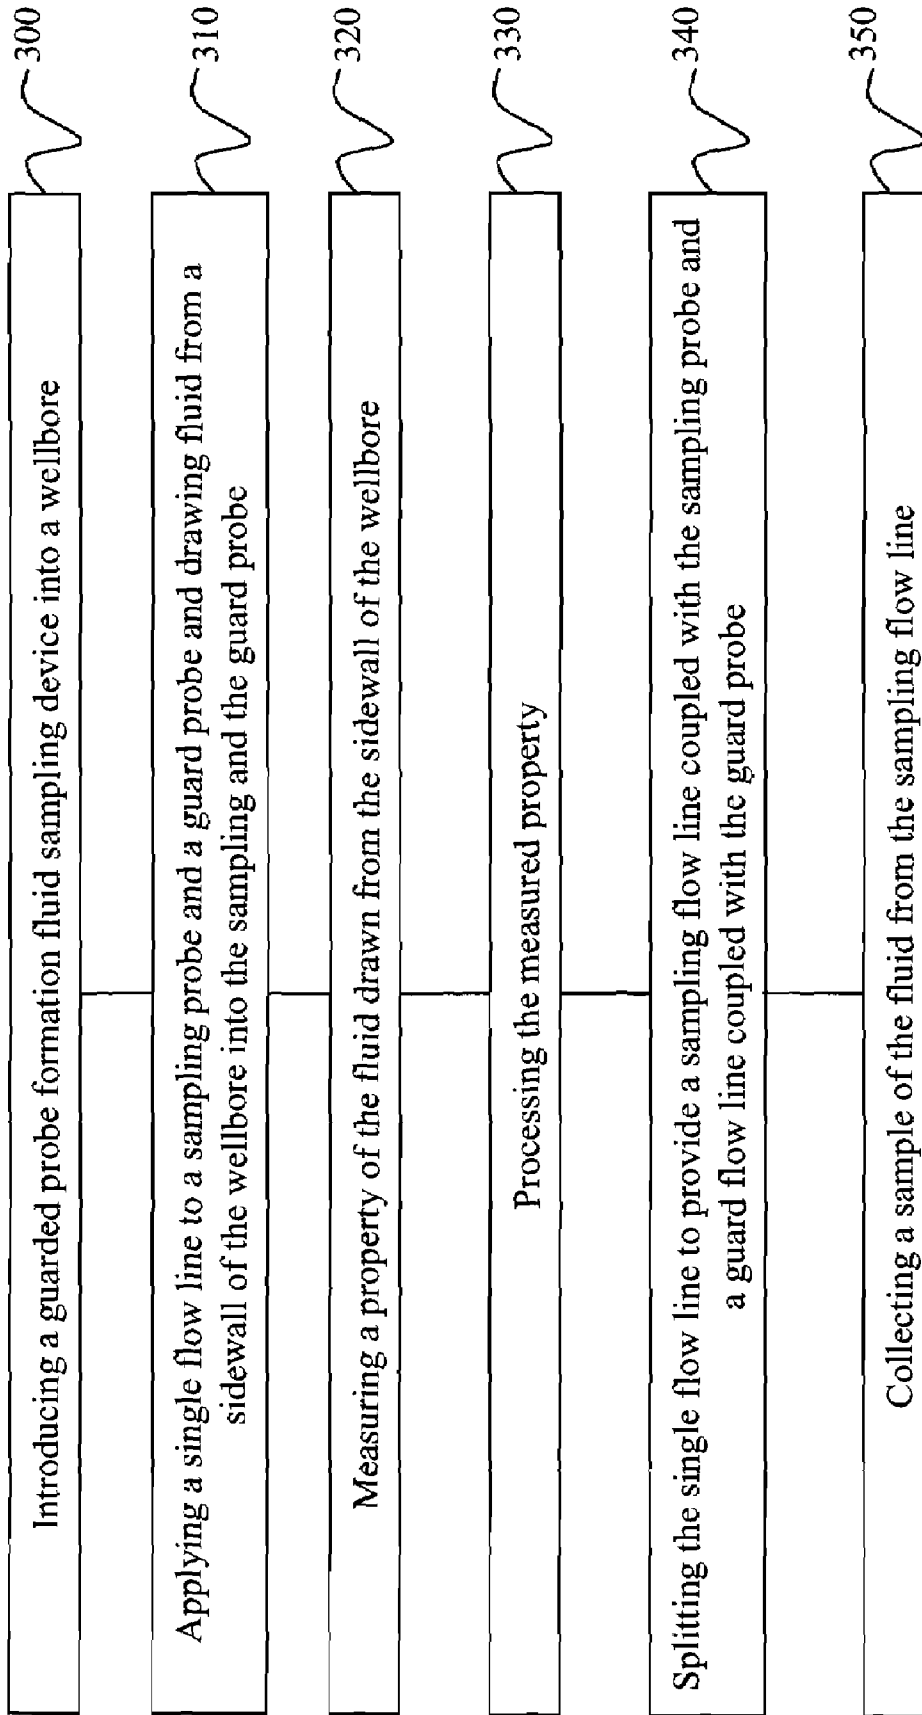 Introducing a guarded probe formation fluid sampling device into a wellbore
300
Applying a single flow line to a sampling probe and a guard probe and drawing fluid from a
sidewall of the wellbore into the sampling and the guard probe
310
Measuring a property of the fluid drawn from the sidewall of the wellbore
320
Processing the measured property
330
Splitting the single flow line to provide a sampling flow line coupled with the sampling probe and
a guard flow line coupled with the guard probe
340
Collecting a sample of the fluid from the sampling flow line
350